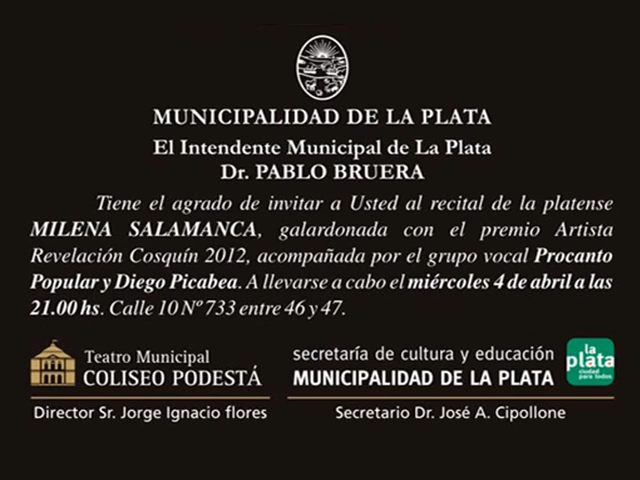 MUNICIPALIDAD DE LA PLATA
El Intendente Municipal de La Plata
Dr. PABLO BRUERA
Tiene el agrado de invitar a Usted al recital de la platense
MILENA SALAMANCA, galardonada con el premio Artista
Revelación Cosquín 2012, acompañada por el grupo vocal Procanto
Popular y Diego Picabea. A llevarse a cabo el miércoles 4 de abril a las
21.00 hs. Calle 10 Nº 733 entre 46 y 47.
Teatro Municipal
COLISEO PODESTÁ
Director Sr. Jorge Ignacio flores
secretaría de cultura y educación
MUNICIPALIDAD DE LA PLATA
la
plata
ciudad
para todos
Secretario Dr. José A. Cipollone